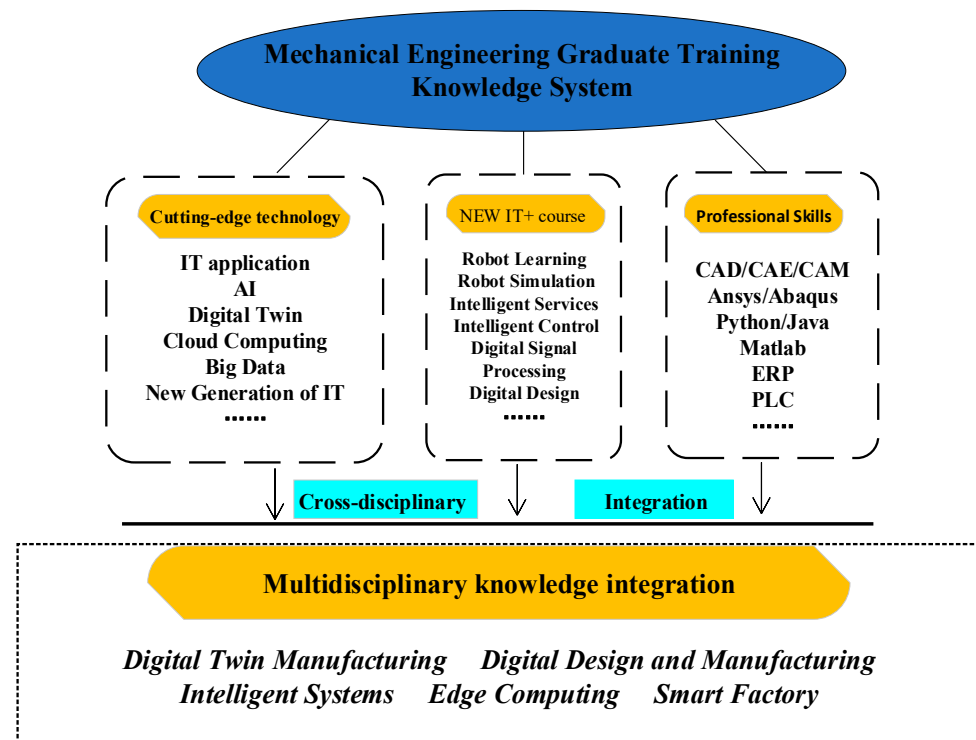 Mechanical Engineering Graduate Training
Knowledge System
Cutting-edge technology
IT application
AI
Digital Twin
Cloud Computing
Big Data
New Generation of IT
......
NEW IT+ course
Robot Learning
Robot Simulation
Intelligent Services
Intelligent Control
Digital Signal
Processing
Digital Design
......
Professional Skills
CAD/CAE/CAM
Ansys/Abaqus
Python/Java
Matlab
ERP
PLC
......
Cross-disciplinary
Integration
Multidisciplinary knowledge integration
Digital Twin Manufacturing Digital Design and Manufacturing
Intelligent Systems Edge Computing Smart Factory